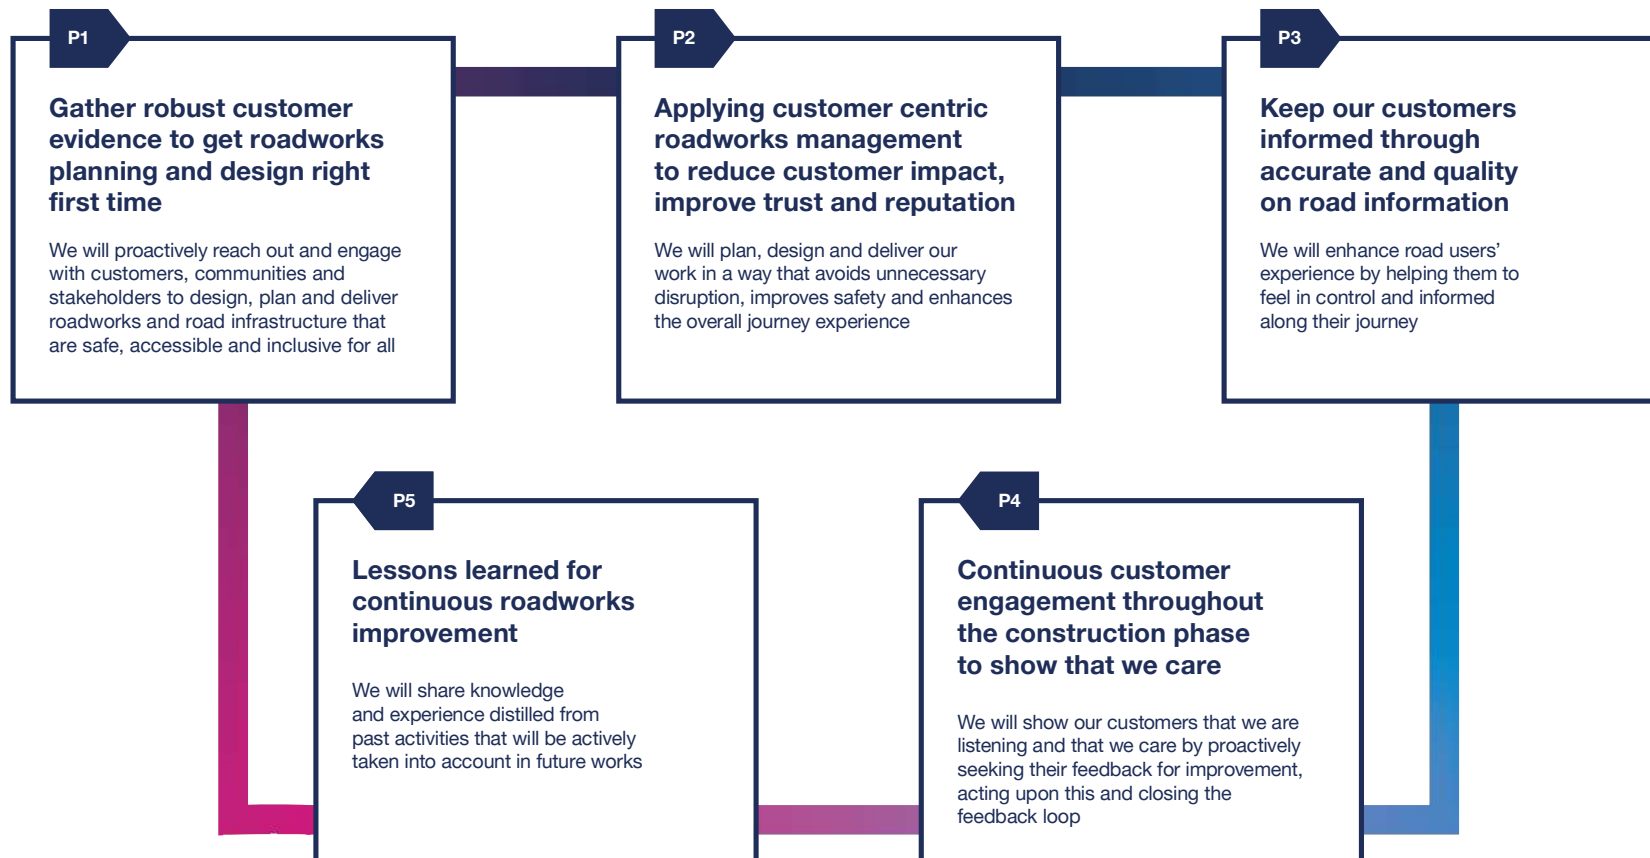 P1
Gather robust customer
evidence to get roadworks
planning and design right
first time
We will proactively reach out and engage
with customers, communities and
stakeholders to design, plan and deliver
roadworks and road infrastructure that
are safe, accessible and inclusive for all
P2
Applying customer centric
roadworks management
to reduce customer impact,
improve trust and reputation
We will plan, design and deliver our
work in a way that avoids unnecessary
disruption, improves safety and enhances
the overall journey experience
P3
Keep our customers
informed through
accurate and quality
on road information
We will enhance road users’
experience by helping them to
feel in control and informed
along their journey
P5
Lessons learned for
continuous roadworks
improvement
We will share knowledge
and experience distilled from
past activities that will be actively
taken into account in future works
P4
Continuous customer
engagement throughout
the construction phase
to show that we care
We will show our customers that we are
listening and that we care by proactively
seeking their feedback for improvement,
acting upon this and closing the
feedback loop